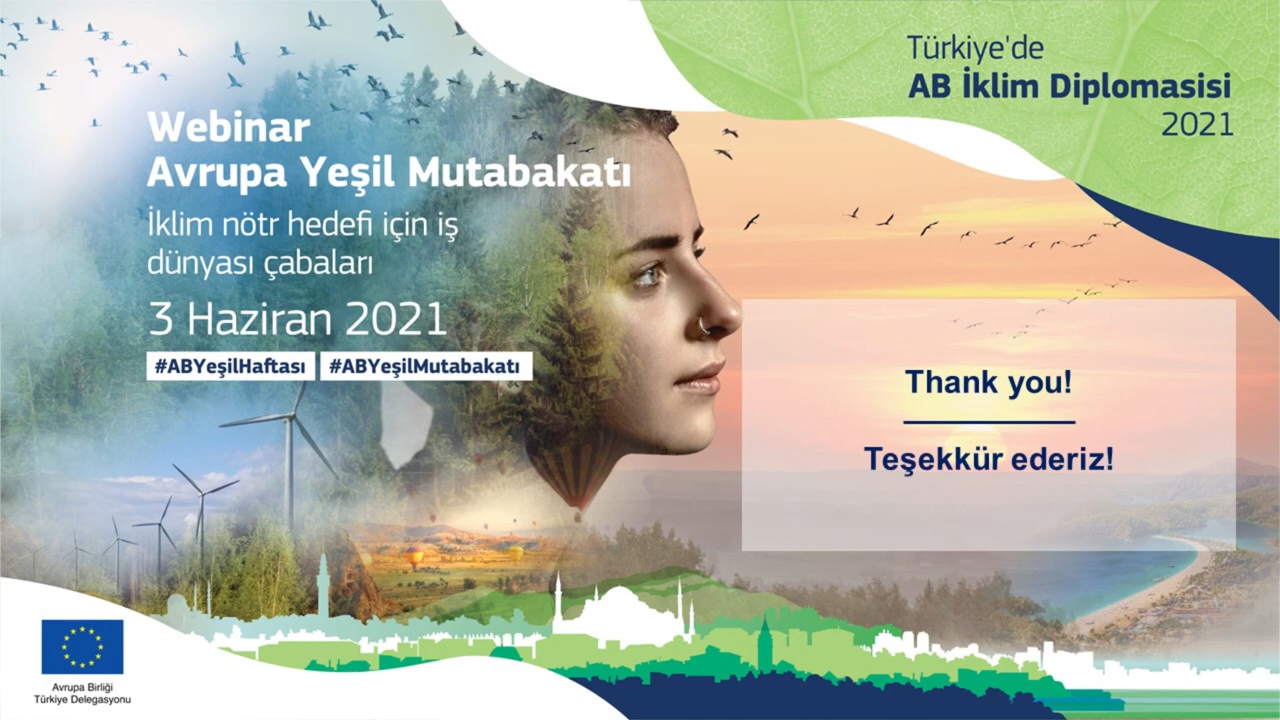 Webinar
Avrupa Yeşil Mutabakatı
İklim nötr hedefi için iş
dünyası çabaları
3 Haziran 2021
#ABYeşilHaftası #ABYeşilMutabakatı
Türkiye'de
AB İklim Diplomasisi
2021
Thank you!
Teşekkür ederiz!
Avrupa Birliği
Türkiye Delegasyonu